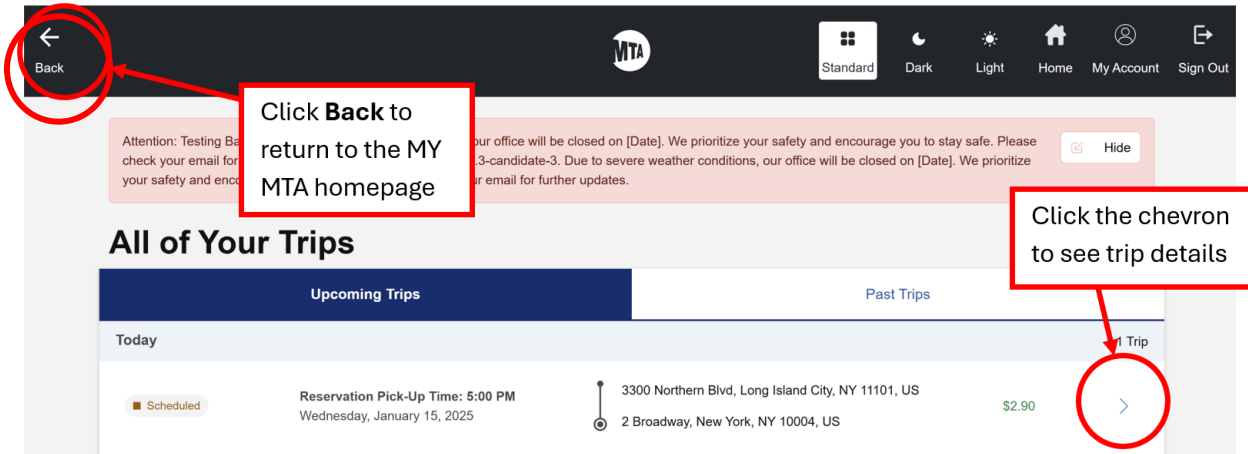 Back
MTA
Standard
Dark
Light
Home
My Account
Sign Out
Click Back to
return to the MY
MTA homepage
Attention: Testing Ba
our office will be closed on [Date]. We prioritize your safety and encourage you to stay safe. Please
check your email for
.3-candidate-3. Due to severe weather conditions, our office will be closed on [Date]. We prioritize
your safety and enco
r email for further updates.
Hide
Click the chevron
to see trip details
All of Your Trips
Upcoming Trips
Past Trips
Today
1 Trip
Scheduled
Reservation Pick-Up Time: 5:00 PM
Wednesday, January 15, 2025
3300 Northern Blvd, Long Island City, NY 11101, US
2 Broadway, New York, NY 10004, US
$2.90